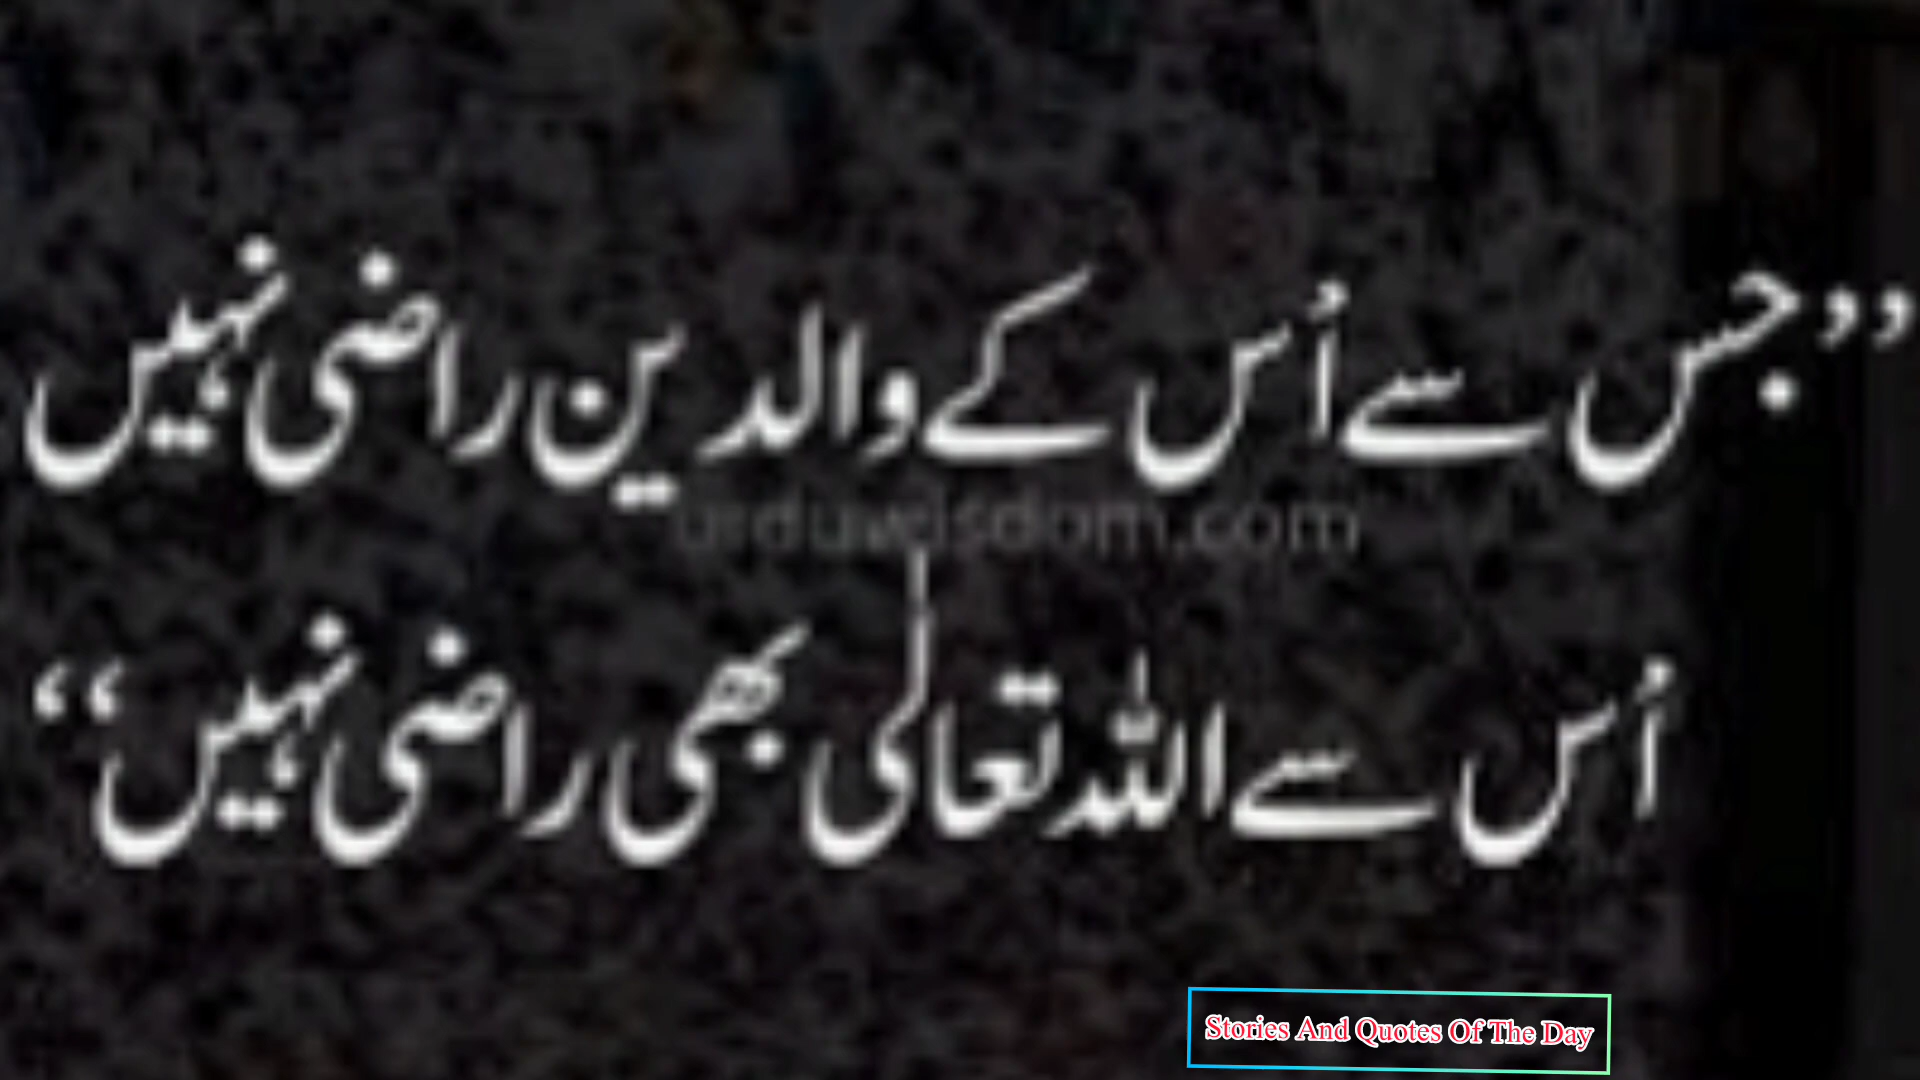 ’’جس سے اُس کے والدین راضی نہیں
urduwisdom.com
اُس سے اللہ تعالیٰ بھی راضی نہیں‘‘
Stories And Quotes Of The Day